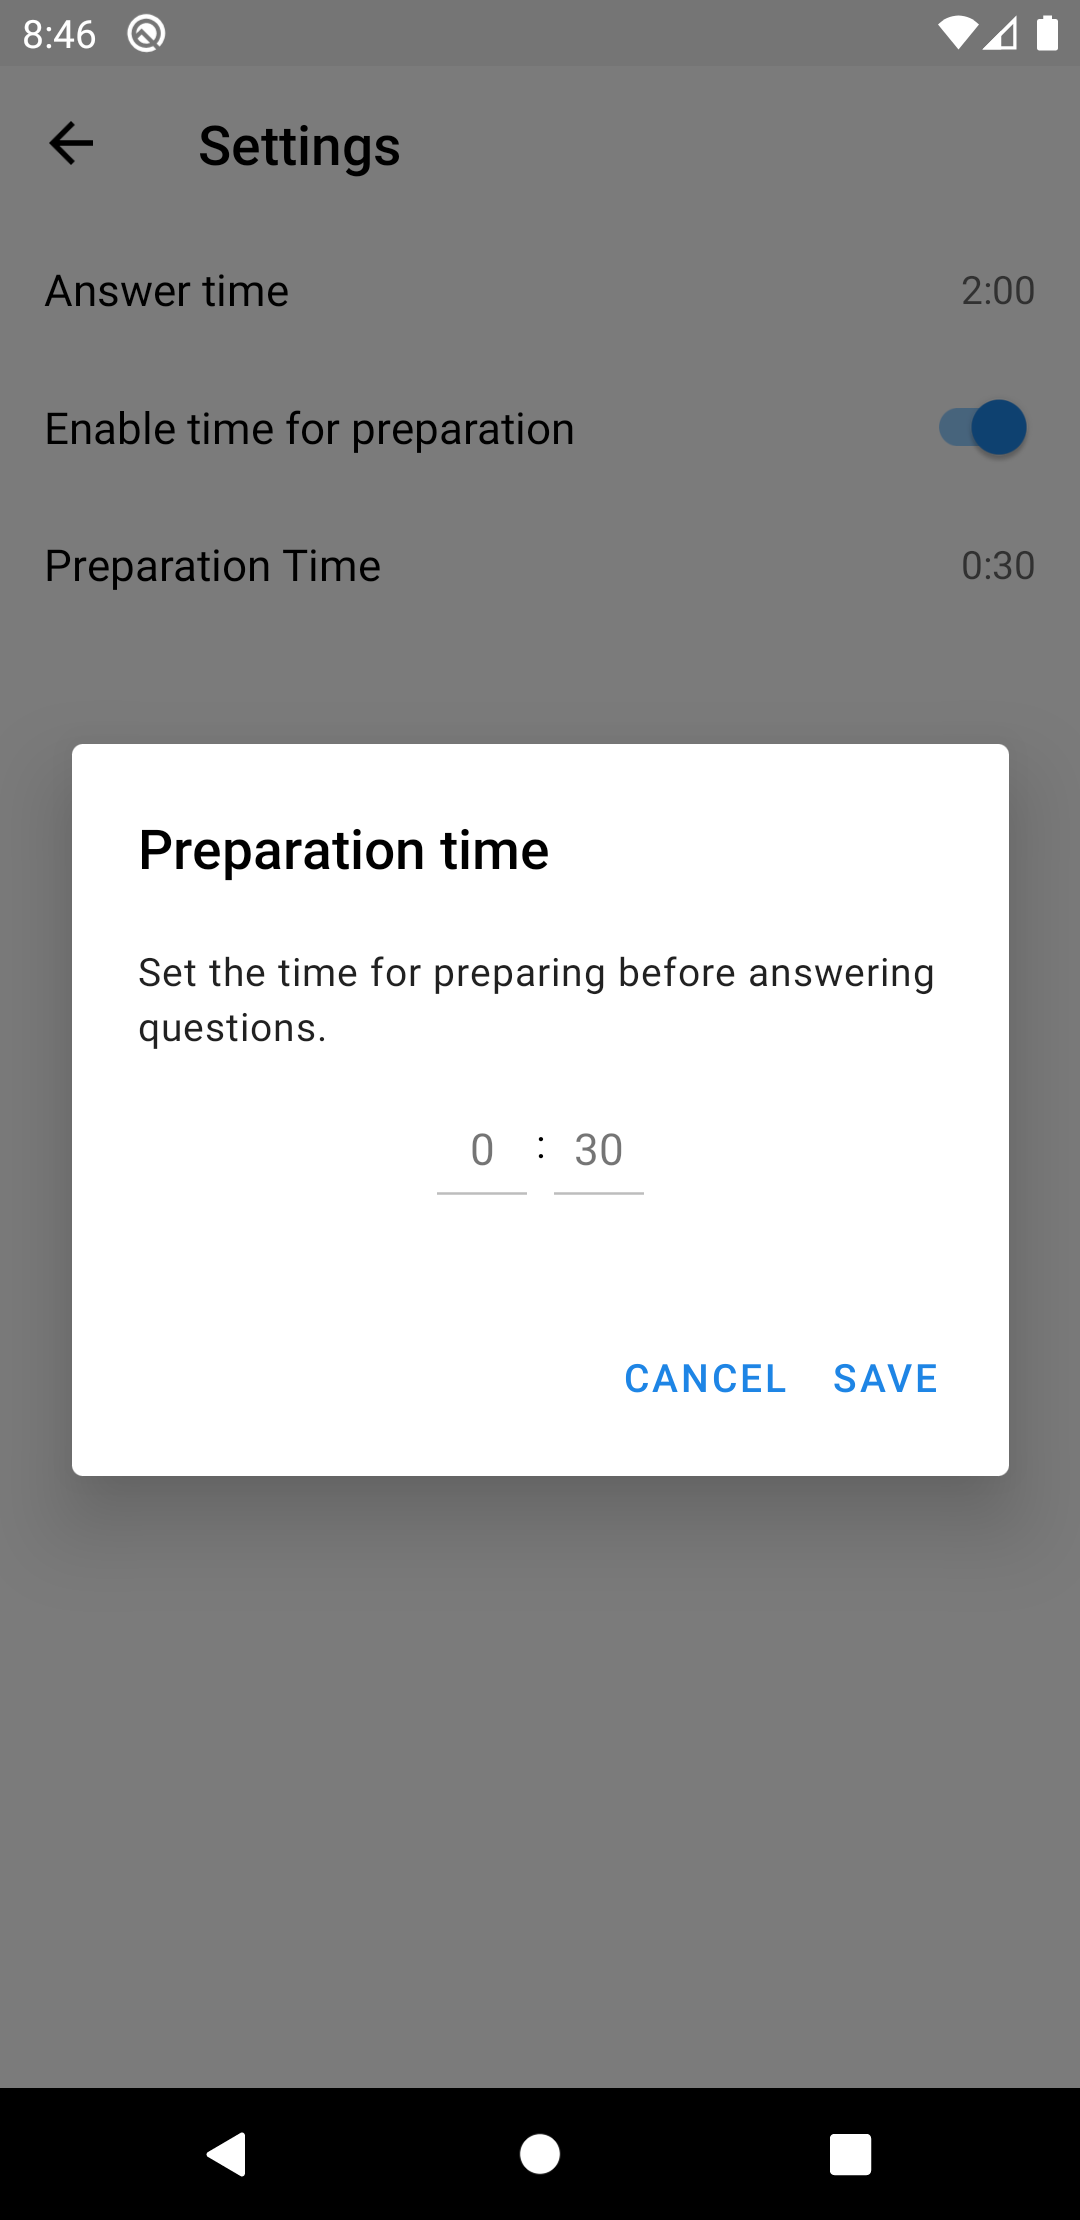 8:46
Settings
Answer time 2:00
Enable time for preparation
Preparation Time 0:30
Preparation time
Set the time for preparing before answering
questions.
0 : 30
CANCEL SAVE